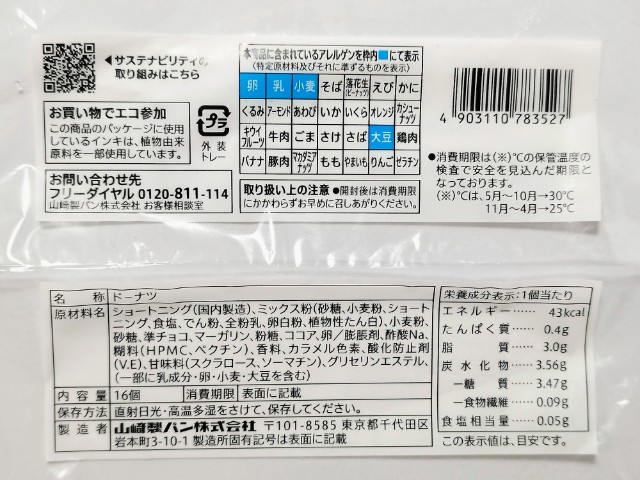 サステナビリティの
取り組みはこちら
お買い物でエコ参加
この商品のパッケージに使用
しているインキは、植物由来
原料を一部使用しています。
プラ
外装
トレー
お問い合わせ先
フリーダイヤル 0120-811-114
山崎製パン株式会社 お客様相談室
本商品に含まれているアレルゲンを枠内■にて表示
(特定原材料及びそれに準ずるものを表示)
卵 乳 小麦 そば 落花生(ピーナッツ) えび かに
くるみ アーモンド あわび いか いくら オレンジ カシューナッツ
キウイフルーツ 牛肉 ごま さけ さば 大豆 鶏肉
バナナ 豚肉 マカダミアナッツ もも やまいも りんご ゼラチン
取り扱い上の注意 ●開封後は消費期限
にかかわらずお早めに召しあがりください。
4 903110 783527
●消費期限は(※)℃の保管温度の
検査で安全を見込んだ期限と
なっております。
(※)℃は、5月~10月→30℃
11月~4月→25℃
名称 ドーナツ
原材料名 ショートニング(国内製造)、ミックス粉(砂糖、小麦粉、ショート
ニング、食塩、でん粉、全粉乳、卵白粉、植物性たん白)、小麦粉、
砂糖、準チョコ、マーガリン、粉糖、ココア、卵/膨脹剤、酢酸Na、
糊料(HPMC、ペクチン)、香料、カラメル色素、酸化防止剤
(V.E)、甘味料(スクラロース、ソーマチン)、グリセリンエステル、
(一部に乳成分・卵・小麦・大豆を含む)
内容量 16個 消費期限 表面に記載
保存方法 直射日光・高温多湿をさけて、保存してください。
製造者 山崎製パン株式会社 〒101-8585 東京都千代田区
岩本町3-10-1 製造所固有記号は表面に記載
栄養成分表示:1個当たり
エネルギー…… 43kcal
たんぱく質…… 0.4g
脂質…… 3.0g
炭水化物…… 3.56g
―糖質…… 3.47g
―食物繊維…… 0.09g
食塩相当量…… 0.05g
この表示値は、目安です。